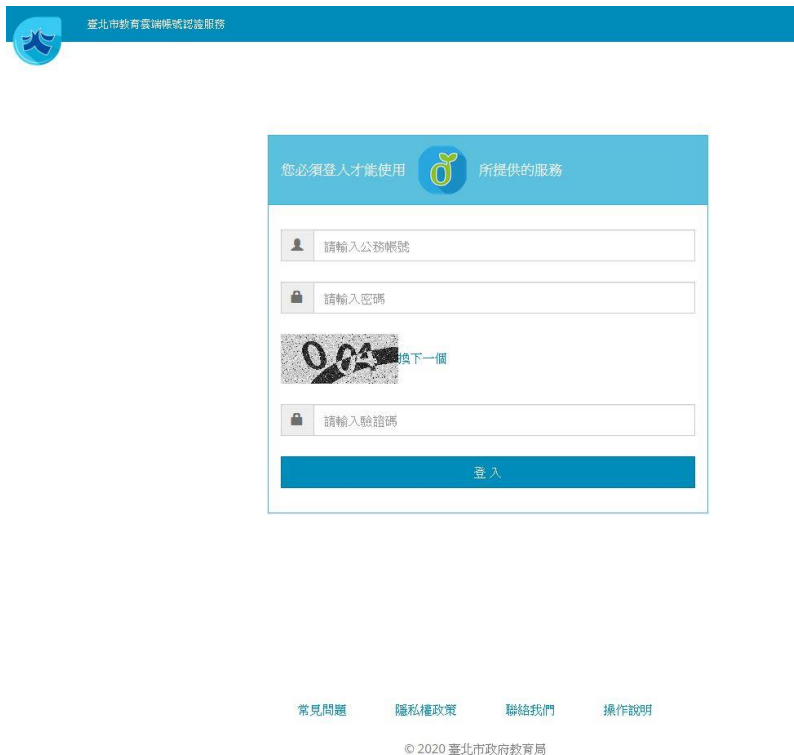 臺北市教育雲端帳號認證服務
您必須登入才能使用 所提供的服務
請輸入公務帳號
請輸入密碼
換下一個
請輸入驗證碼
登入
常見問題 隱私權政策 聯絡我們 操作說明
© 2020 臺北市政府教育局